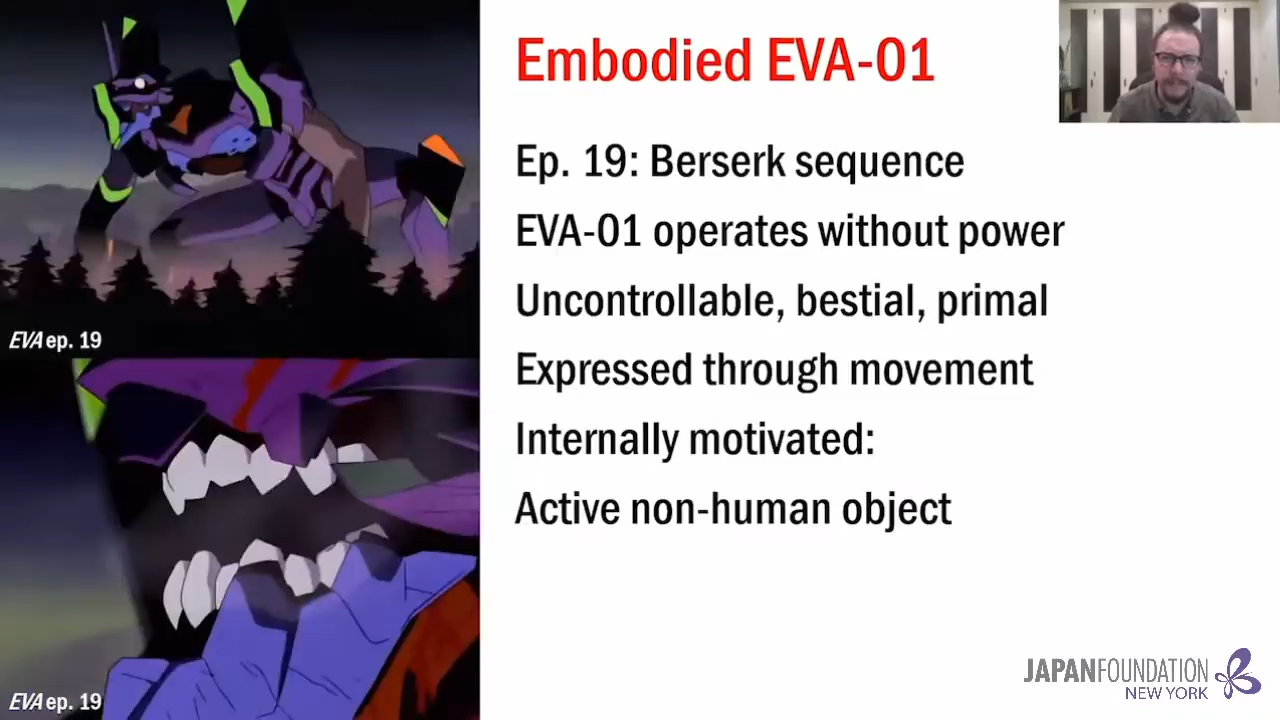 Embodied EVA-01
Ep. 19: Berserk sequence
EVA-01 operates without power
Uncontrollable, bestial, primal
Expressed through movement
Internally motivated:
Active non-human object
EVA ep. 19
EVA ep. 19
JAPANFOUNDATION
NEW YORK